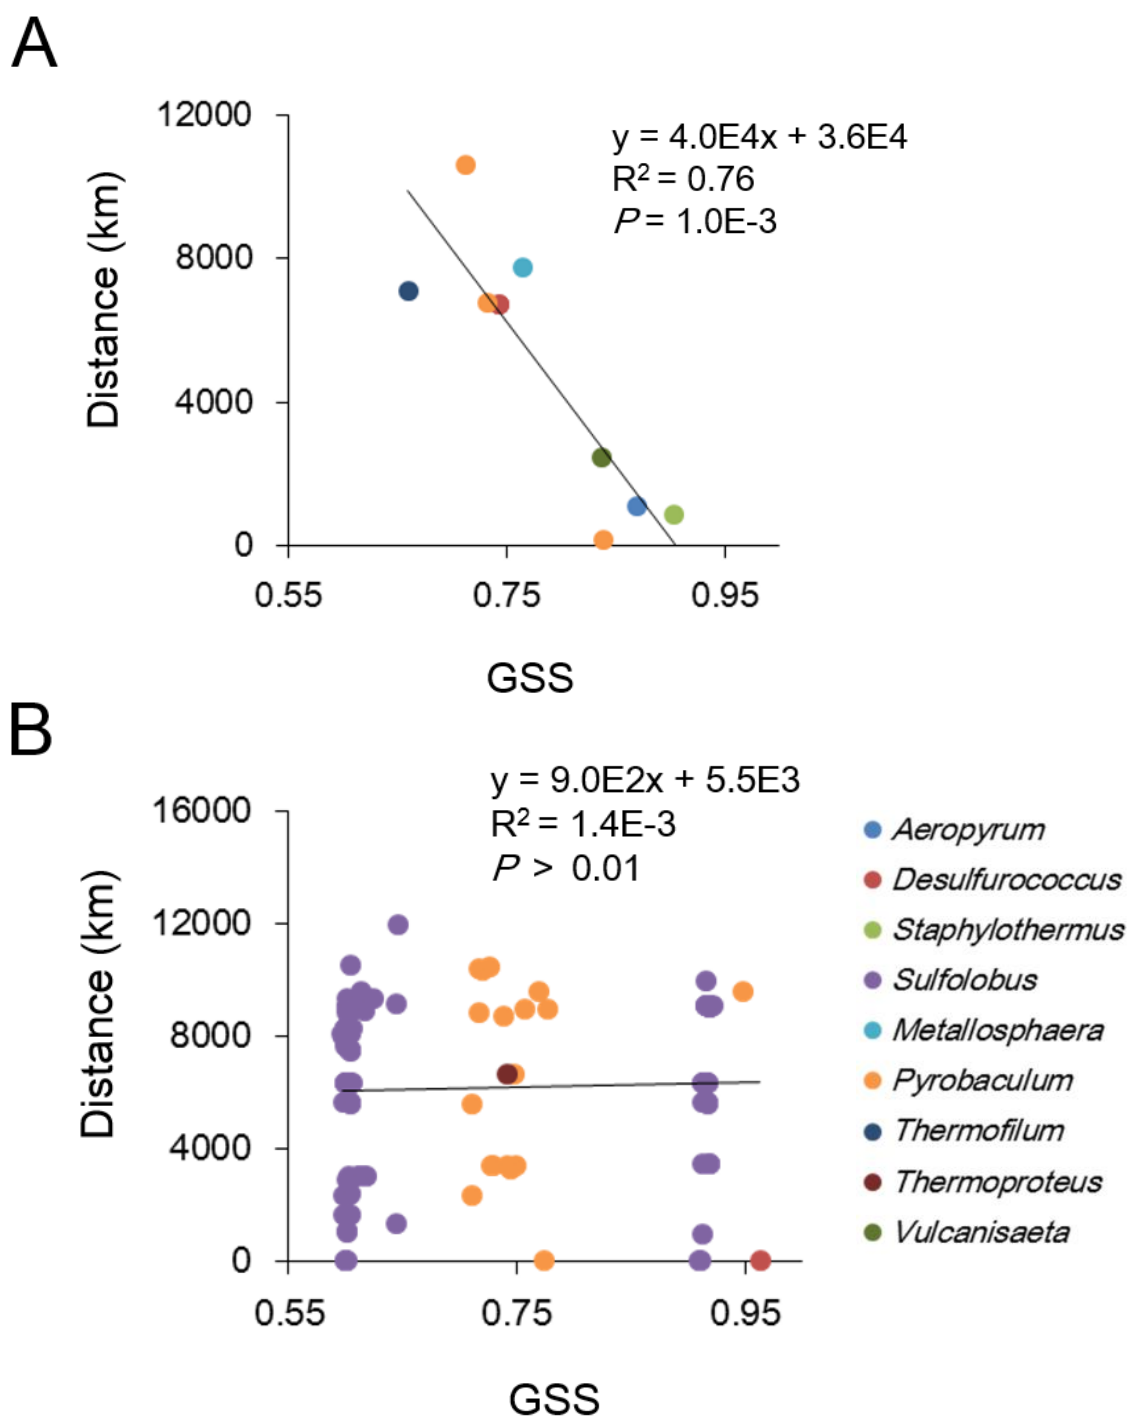 A
12000
8000
4000
0
Distance (km)
y = 4.0E4x + 3.6E4
R² = 0.76
P = 1.0E-3
0.55 0.75 0.95
GSS
B
16000
12000
8000
4000
0
Distance (km)
y = 9.0E2x + 5.5E3
R² = 1.4E-3
P > 0.01
0.55 0.75 0.95
GSS
Aeropyrum
Desulfurococcus
Staphylothermus
Sulfolobus
Metallosphaera
Pyrobaculum
Thermofilum
Thermoproteus
Vulcanisaeta